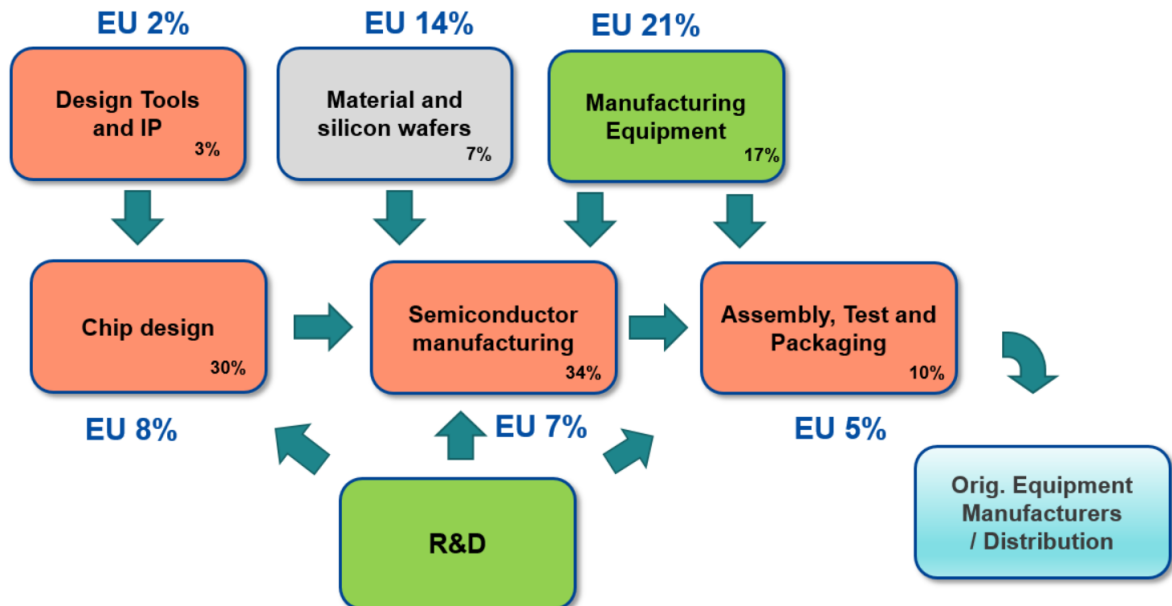 EU 2%
EU 14%
EU 21%
Design Tools
and IP
3%
Material and
silicon wafers
7%
Manufacturing
Equipment
17%
Chip design
30%
Semiconductor
manufacturing
34%
Assembly, Test and
Packaging
10%
EU 8%
EU 7%
EU 5%
R&D
Orig. Equipment
Manufacturers
/ Distribution